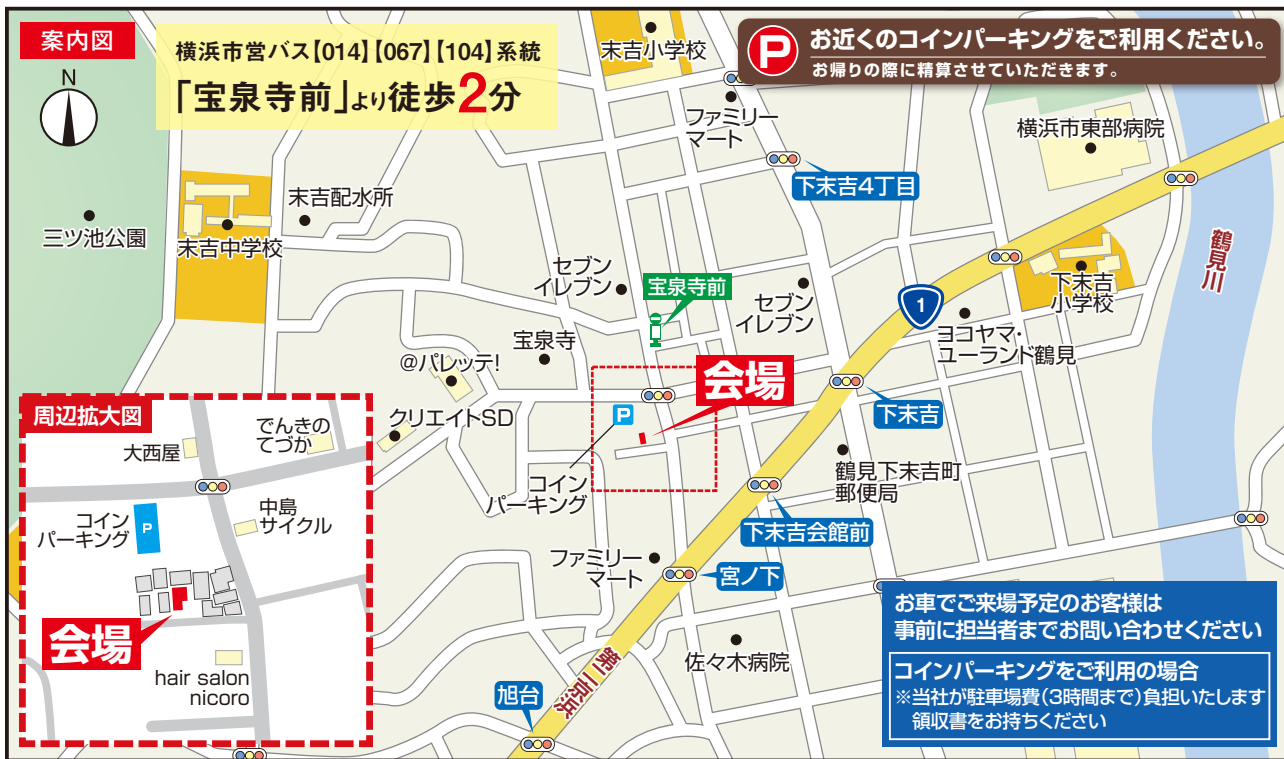 案内図
N
横浜市営バス【014】【067】【104】系統
「宝泉寺前」より徒歩2分
末吉小学校
P
お近くのコインパーキングをご利用ください。
お帰りの際に精算させていただきます。
ファミリー
マート
横浜市東部病院
下末吉4丁目
三ツ池公園
末吉中学校
末吉配水所
セブン
イレブン
宝泉寺前
セブン
イレブン
1
下末吉
小学校
鶴見川
ヨコヤマ・
ユーランド鶴見
宝泉寺
@パレッテ!
クリエイトSD
会場
P
コイン
パーキング
下末吉
鶴見下末吉町
郵便局
下末吉会館前
ファミリー
マート
宮ノ下
佐々木病院
第二京浜
旭台
周辺拡大図
大西屋
でんきの
てづか
コイン
パーキング
P
中島
サイクル
会場
hair salon
nicoro
お車でご来場予定のお客様は
事前に担当者までお問い合わせください
コインパーキングをご利用の場合
※当社が駐車場費(3時間まで)負担いたします
領収書をお持ちください